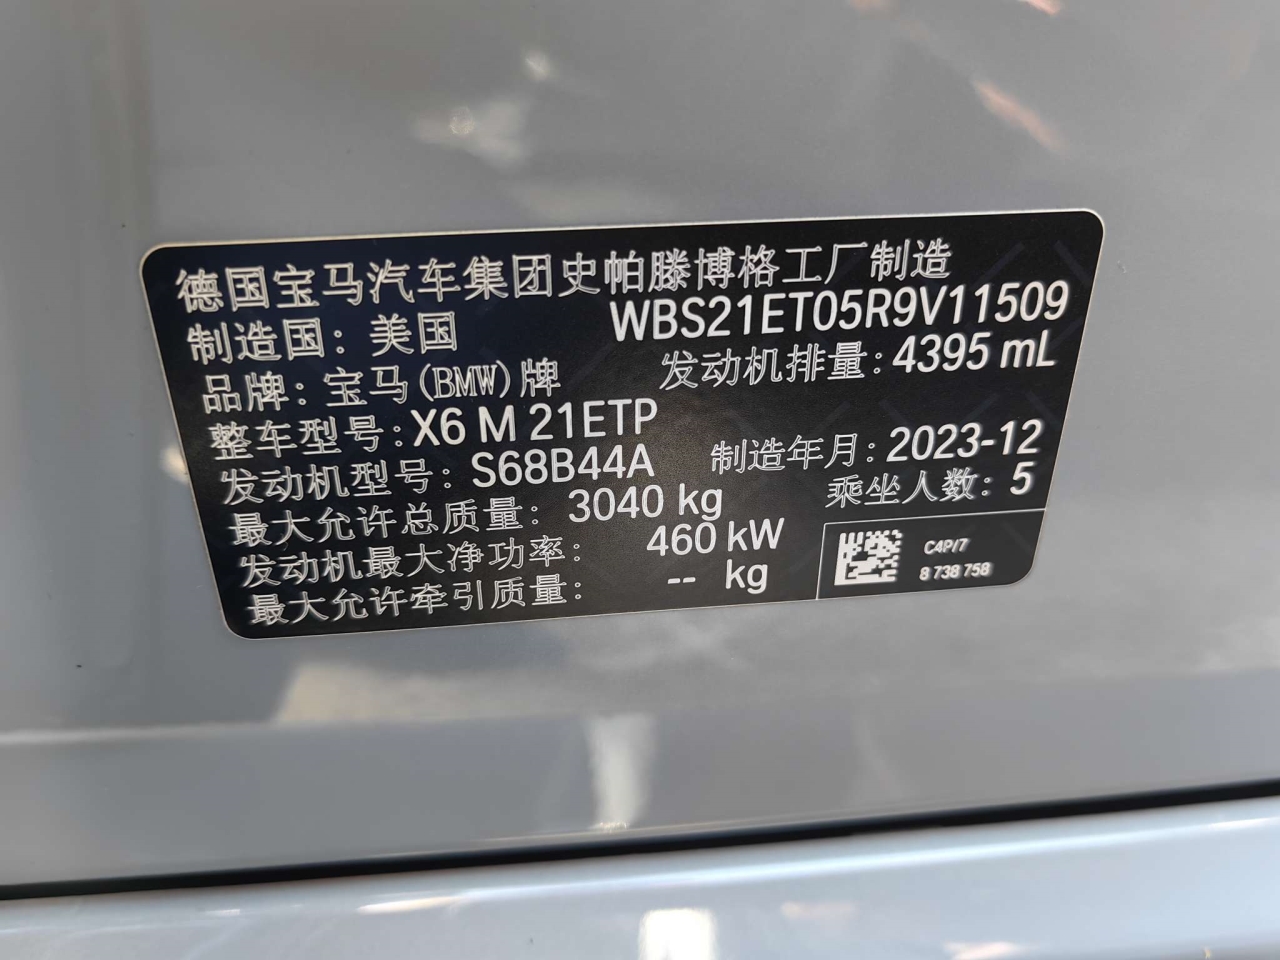 德国宝马汽车集团史帕滕博格工厂制造
制造国：美国 WBS21ET05R9V11509
品牌：宝马(BMW)牌 发动机排量：4395 mL
整车型号：X6 M 21ETP
发动机型号：S68B44A 制造年月：2023-12
最大允许总质量：3040 kg 乘坐人数：5
发动机最大净功率：460 kW
最大允许牵引质量：-- kg
C4P/7
8 738 758